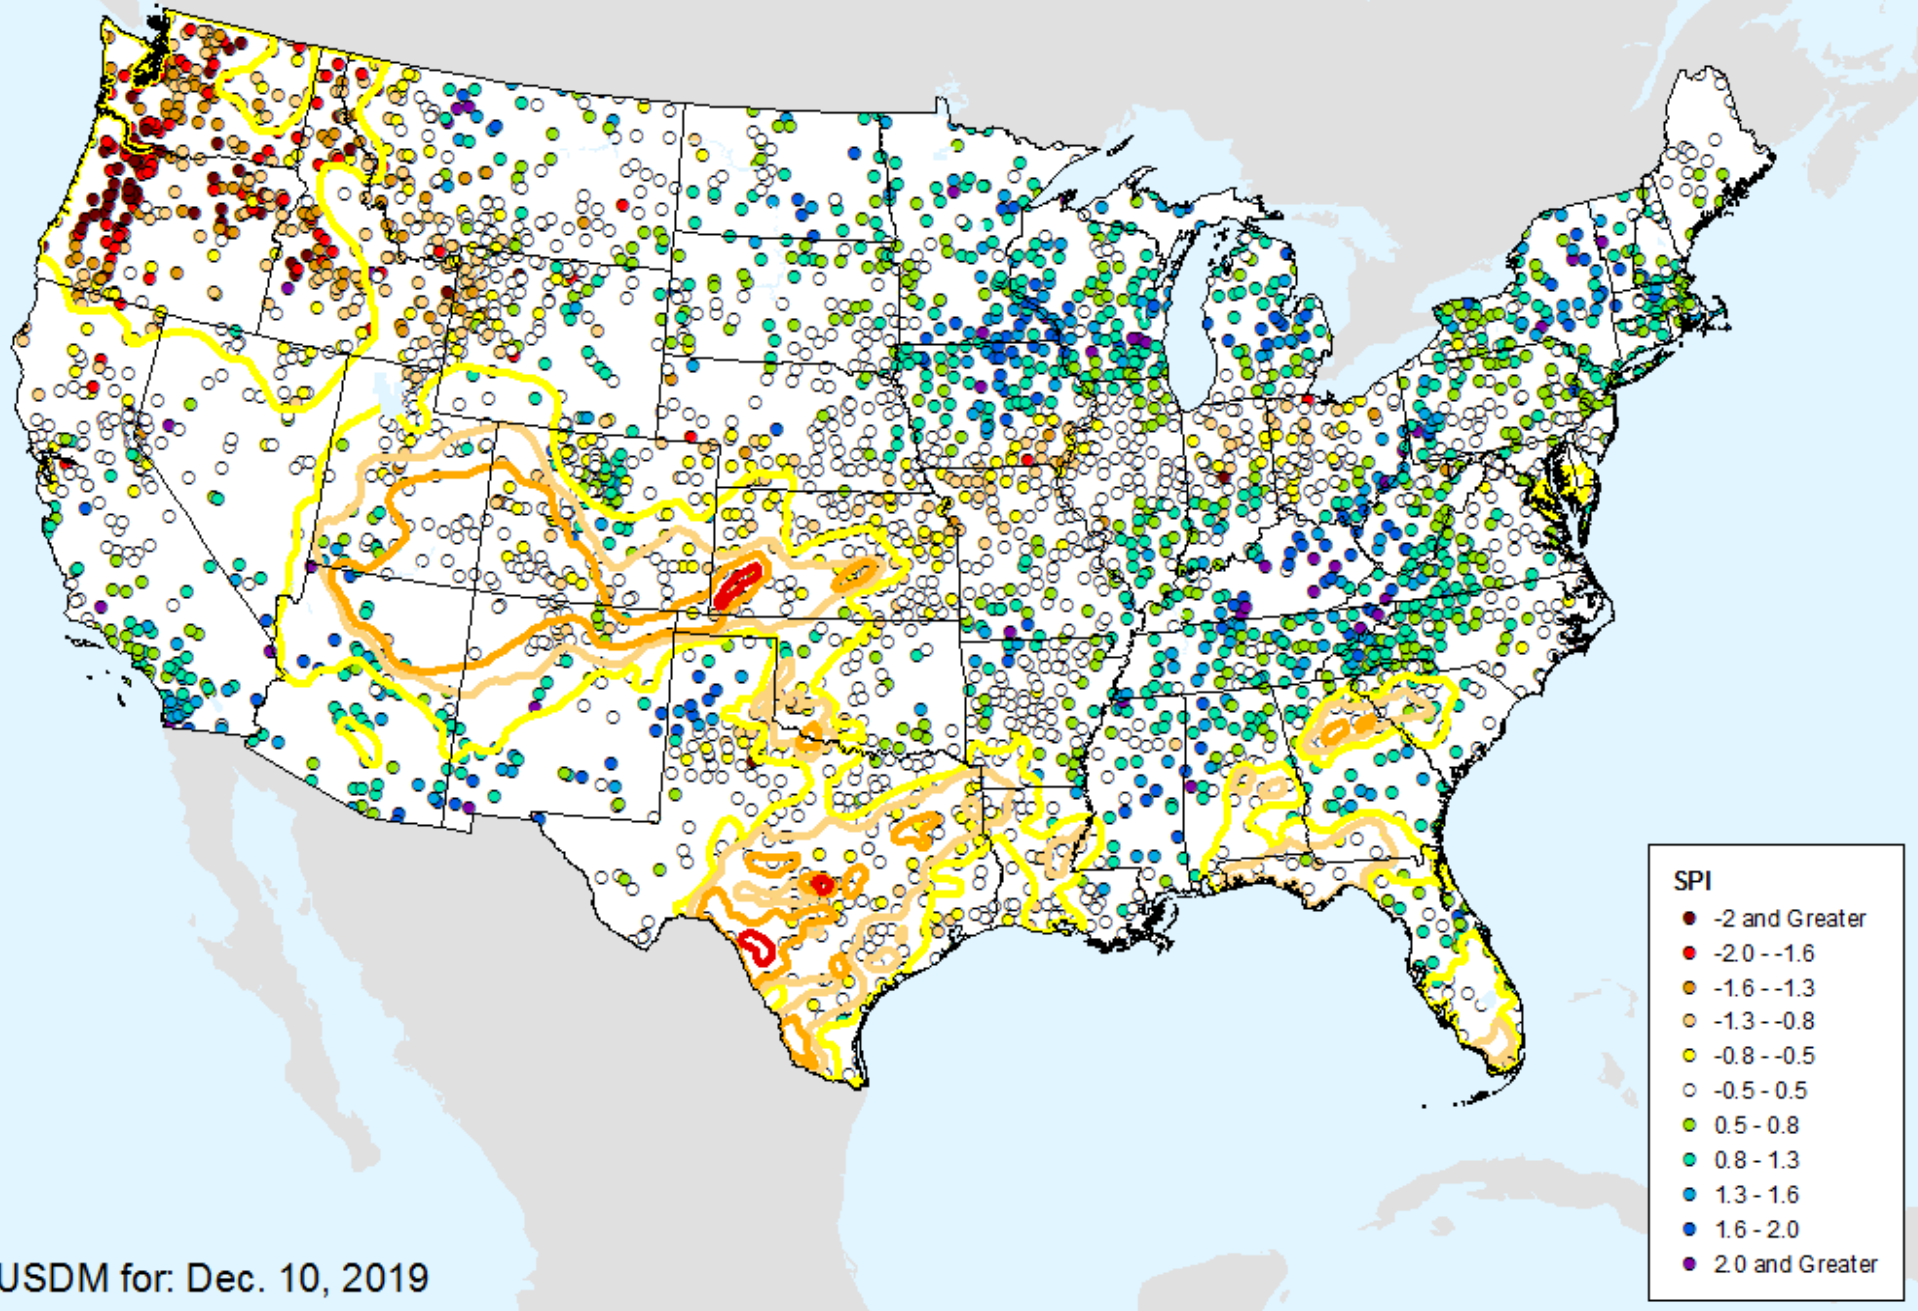 SPI
-2 and Greater
-2.0 - -1.6
-1.6 - -1.3
-1.3 - -0.8
-0.8 - -0.5
-0.5 - 0.5
0.5 - 0.8
0.8 - 1.3
1.3 - 1.6
1.6 - 2.0
2.0 and Greater
USDM for: Dec. 10, 2019